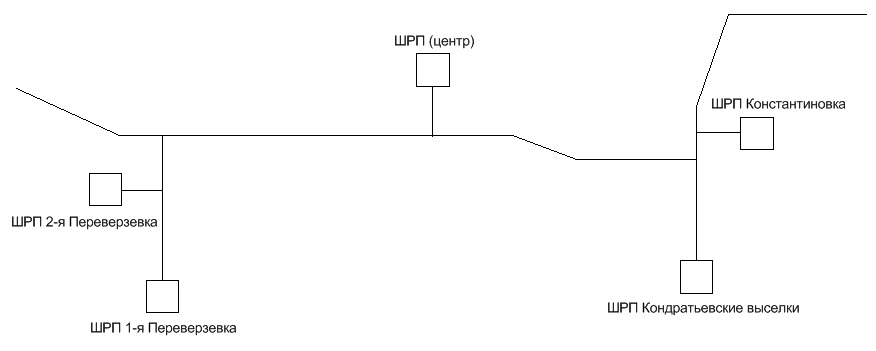 ШРП (центр)
ШРП Константиновка
ШРП 2-я Переверзевка
ШРП Кондратьевские выселки
ШРП 1-я Переверзевка